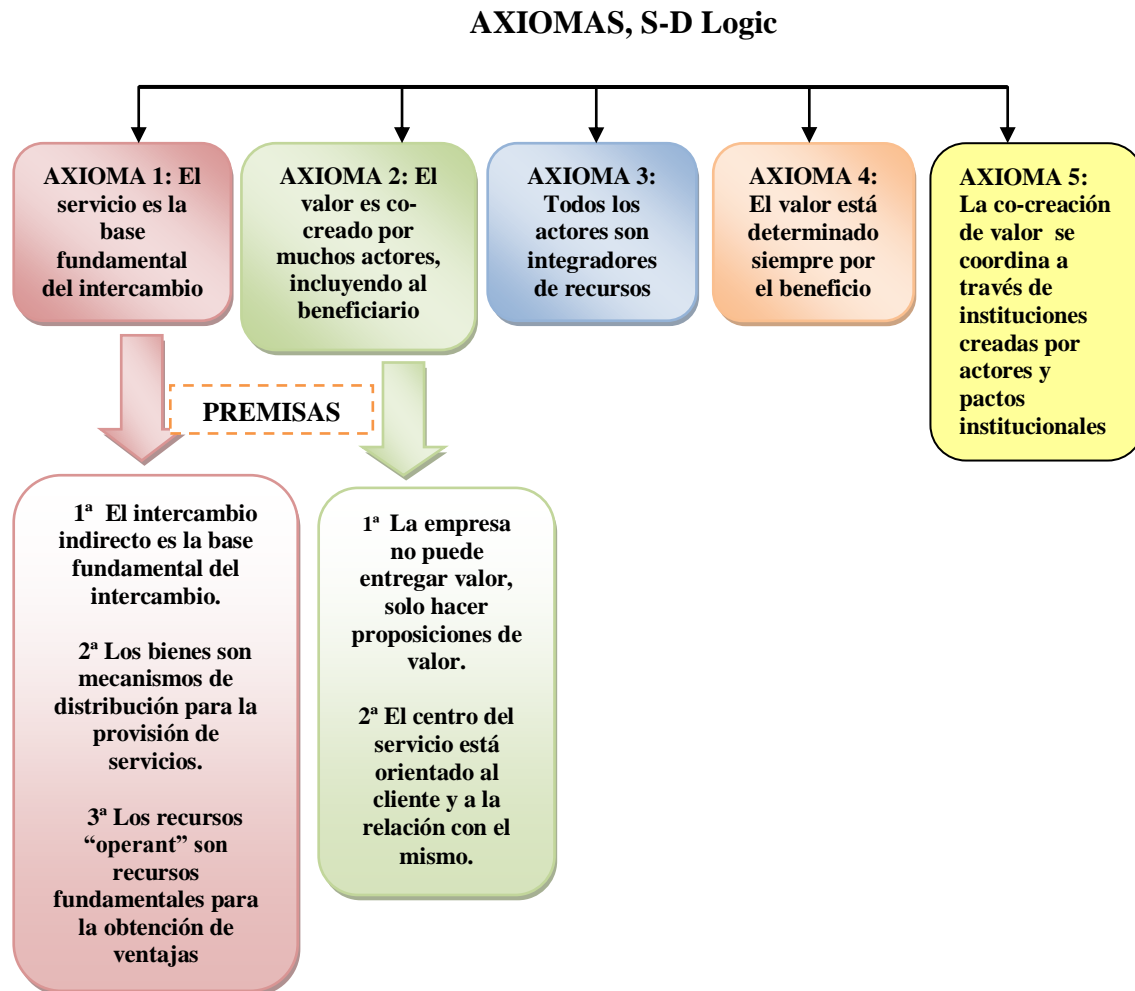 AXIOMAS, S-D Logic
AXIOMA 1: El
servicio es la
base
fundamental
del intercambio
AXIOMA 2: El
valor es co-
creado por
muchos actores,
incluyendo al
beneficiario
AXIOMA 3:
Todos los
actores son
integradores
de recursos
AXIOMA 4:
El valor está
determinado
siempre por
el beneficio
AXIOMA 5:
La co-creación
de valor se
coordina a
través de
instituciones
creadas por
actores y
pactos
institucionales
PREMISAS
1ª El intercambio
indirecto es la base
fundamental del
intercambio.
2ª Los bienes son
mecanismos de
distribución para la
provisión de
servicios.
3ª Los recursos
“operant” son
recursos
fundamentales para
la obtención de
ventajas
1ª La empresa
no puede
entregar valor,
solo hacer
proposiciones de
valor.
2ª El centro del
servicio está
orientado al
cliente y a la
relación con el
mismo.